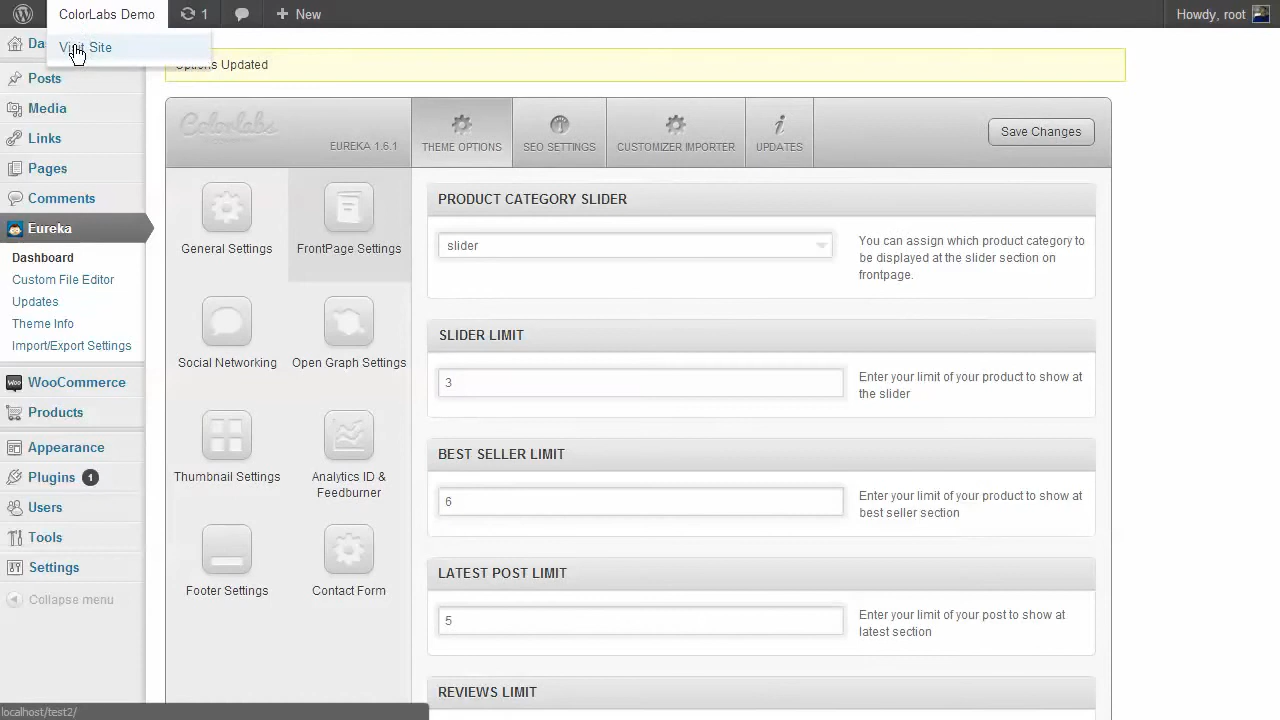 ColorLabs Demo
1
New
Howdy, root
Visit Site
Options Updated
Posts
Media
Links
Pages
Comments
Eureka
Dashboard
Custom File Editor
Updates
Theme Info
Import/Export Settings
WooCommerce
Products
Appearance
Plugins 1
Users
Tools
Settings
Collapse menu
Colorlabs
EUREKA 1.6.1
THEME OPTIONS
SEO SETTINGS
CUSTOMIZER IMPORTER
UPDATES
Save Changes
General Settings
FrontPage Settings
Social Networking
Open Graph Settings
Thumbnail Settings
Analytics ID &
Feedburner
Footer Settings
Contact Form
PRODUCT CATEGORY SLIDER
slider
You can assign which product category to
be displayed at the slider section on
frontpage.
SLIDER LIMIT
3
Enter your limit of your product to show at
the slider
BEST SELLER LIMIT
6
Enter your limit of your product to show at
best seller section
LATEST POST LIMIT
5
Enter your limit of your post to show at
latest section
REVIEWS LIMIT
localhost/test2/